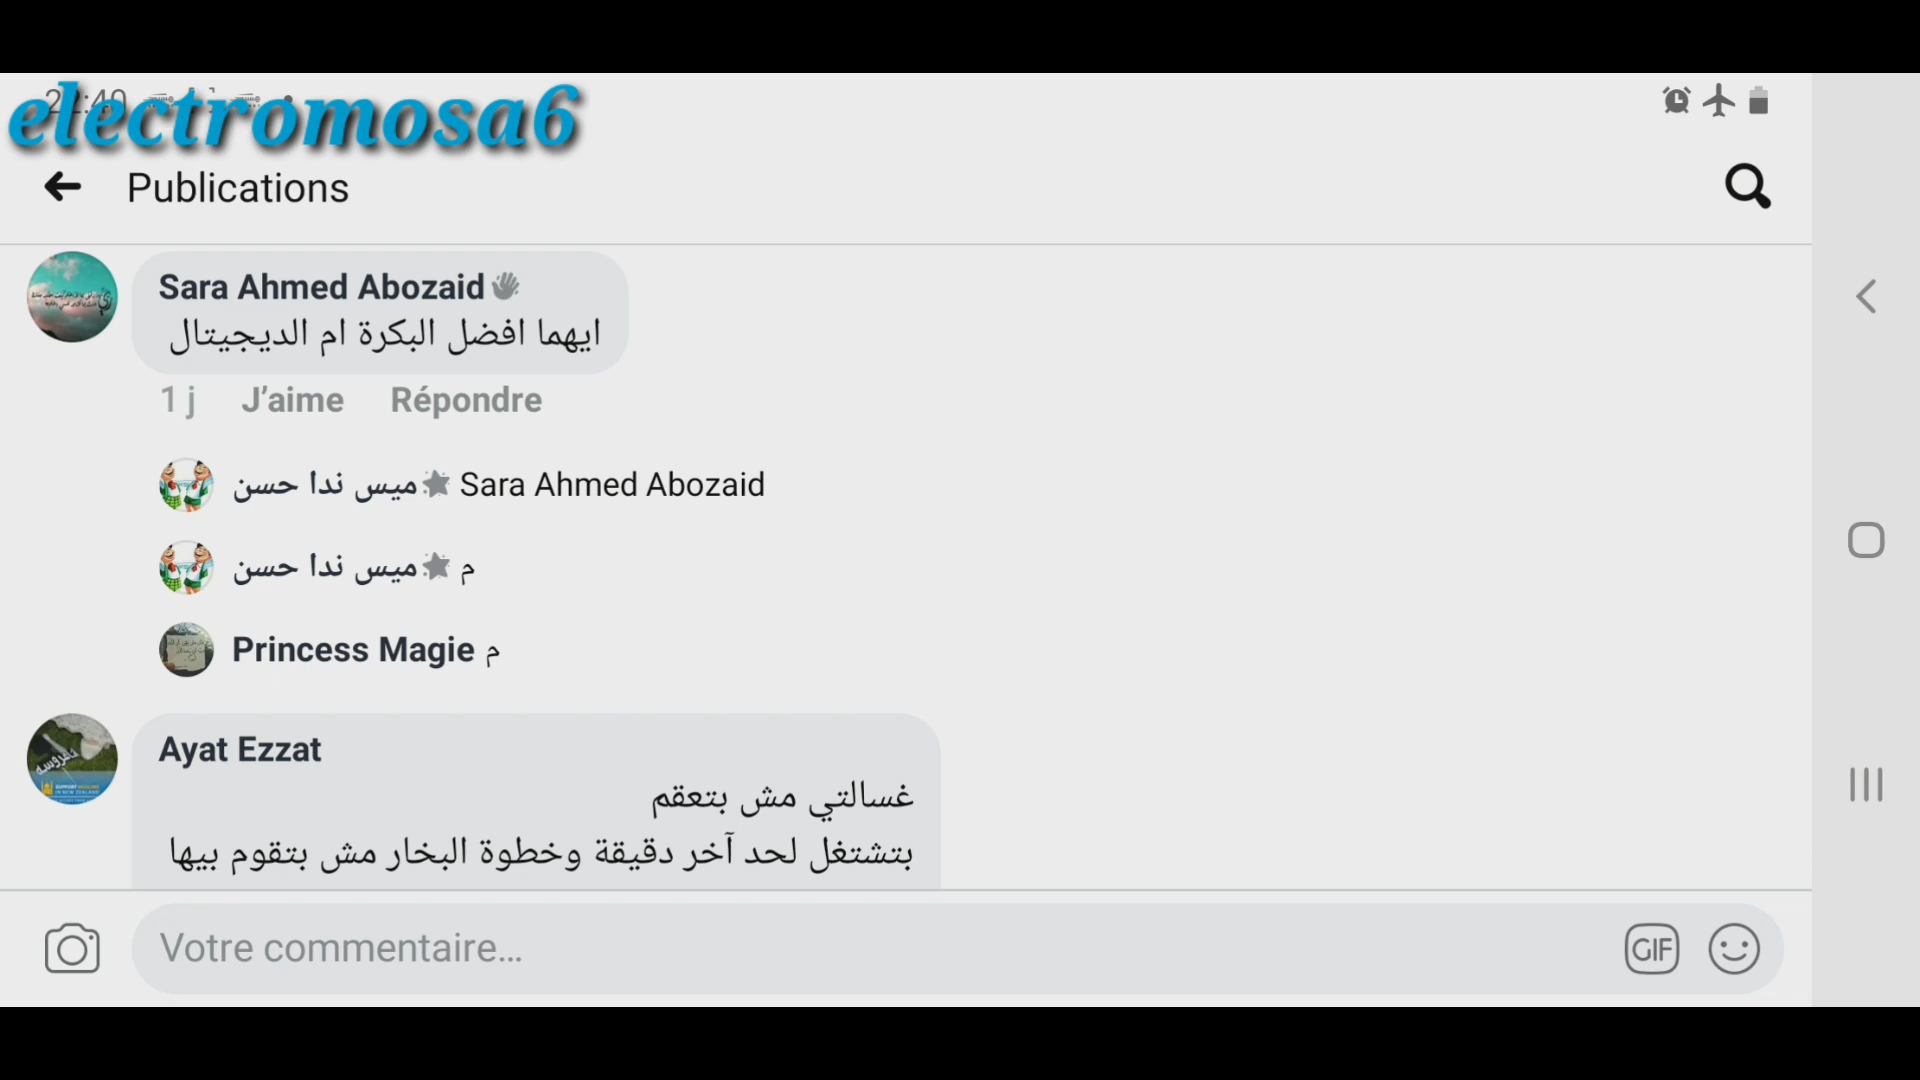 electromosa6
22:40
Publications
Sara Ahmed Abozaid
ايهما افضل البكرة ام الديجيتال
1 j J’aime Répondre
ميس ندا حسن Sara Ahmed Abozaid
ميس ندا حسن م
Princess Magie م
Ayat Ezzat
غسالتي مش بتعقم
بتشتغل لحد آخر دقيقة وخطوة البخار مش بتقوم بيها
Votre commentaire...
GIF